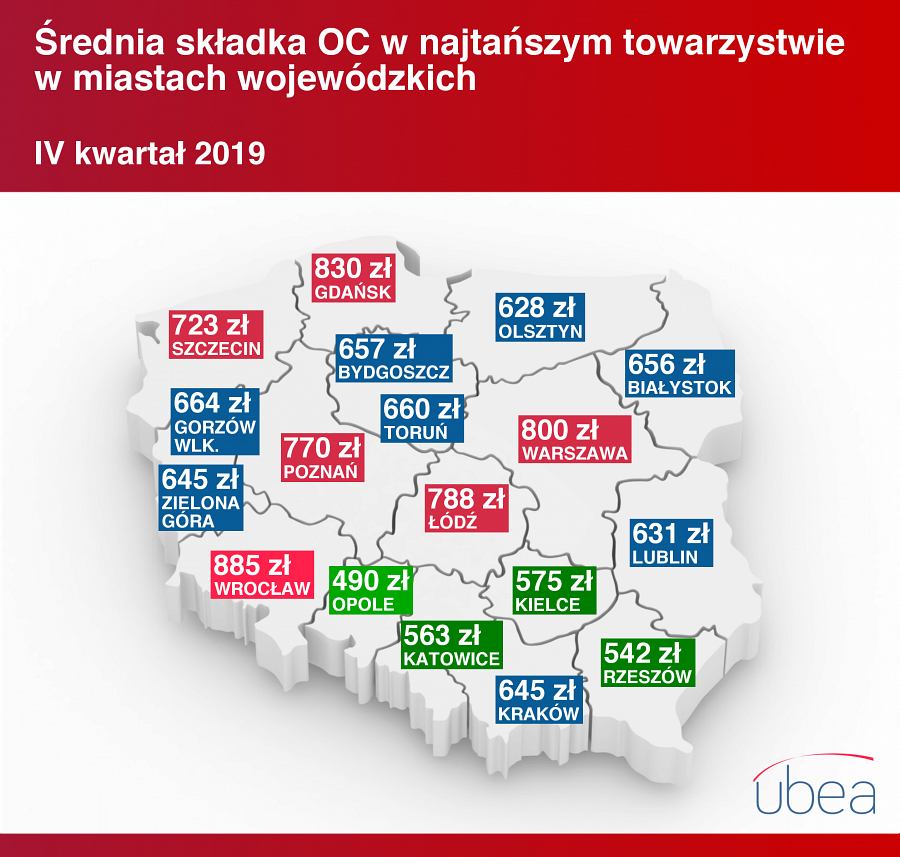 Średnia składka OC w najtańszym towarzystwie
w miastach wojewódzkich
IV kwartał 2019
830 zł
GDAŃSK
723 zł
SZCZECIN
628 zł
OLSZTYN
657 zł
BYDGOSZCZ
656 zł
BIAŁYSTOK
664 zł
GORZÓW
WLK.
660 zł
TORUŃ
770 zł
POZNAŃ
800 zł
WARSZAWA
645 zł
ZIELONA
GÓRA
788 zł
ŁÓDŹ
631 zł
LUBLIN
885 zł
WROCŁAW
490 zł
OPOLE
575 zł
KIELCE
563 zł
KATOWICE
542 zł
RZESZÓW
645 zł
KRAKÓW
ubea